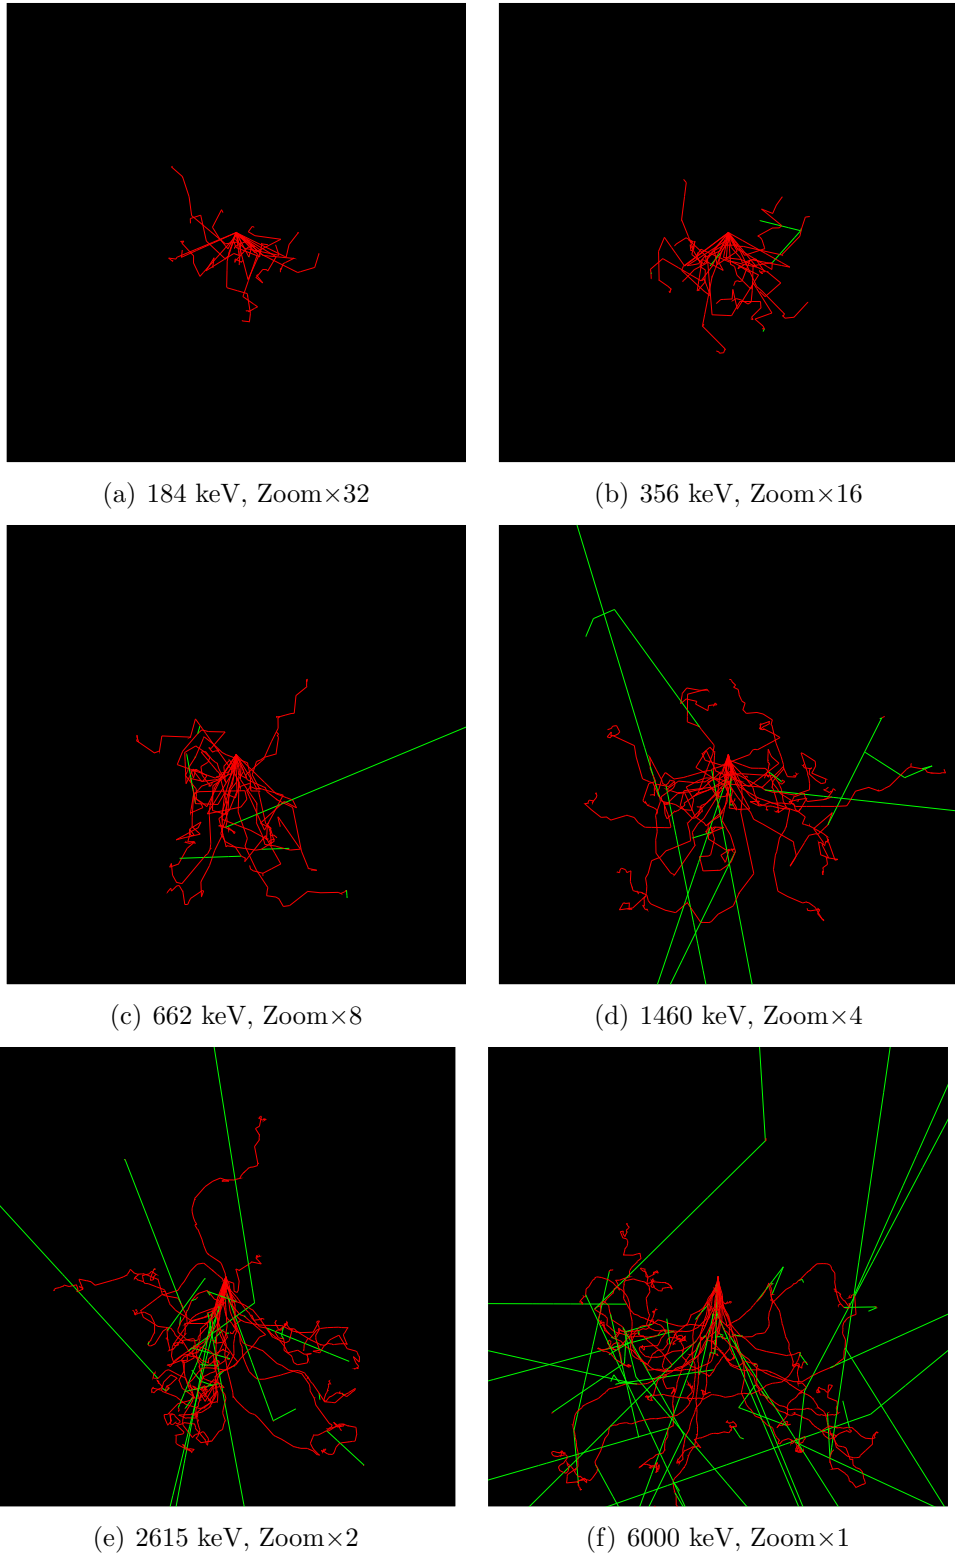 (a) 184 keV, Zoom×32
(b) 356 keV, Zoom×16
(c) 662 keV, Zoom×8
(d) 1460 keV, Zoom×4
(e) 2615 keV, Zoom×2
(f) 6000 keV, Zoom×1